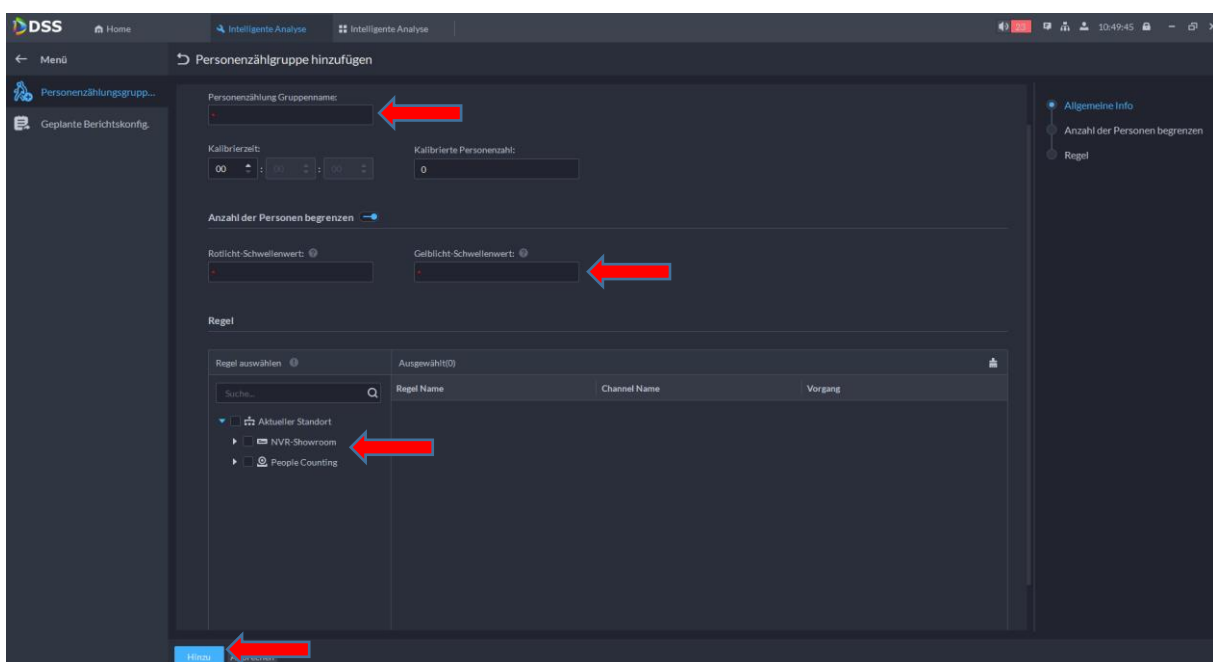 DSS Home Intelligente Analyse Intelligente Analyse 10:49:45
Menü Personenzählgruppe hinzufügen
Personenzählungsgrupp...
Geplante Berichtskonfig.
Personenzählung Gruppenname:
*
Kalibrierzeit: Kalibrierte Personenzahl:
00 : 00 : 00 0
Anzahl der Personen begrenzen
Rotlicht-Schwellenwert: Gelblicht-Schwellenwert:
* *
Regel
Regel auswählen Ausgewählt(0)
Suche... Regel Name Channel Name Vorgang
Aktueller Standort
NVR-Showroom
People Counting
Allgemeine Info
Anzahl der Personen begrenzen
Regel
Hinzu